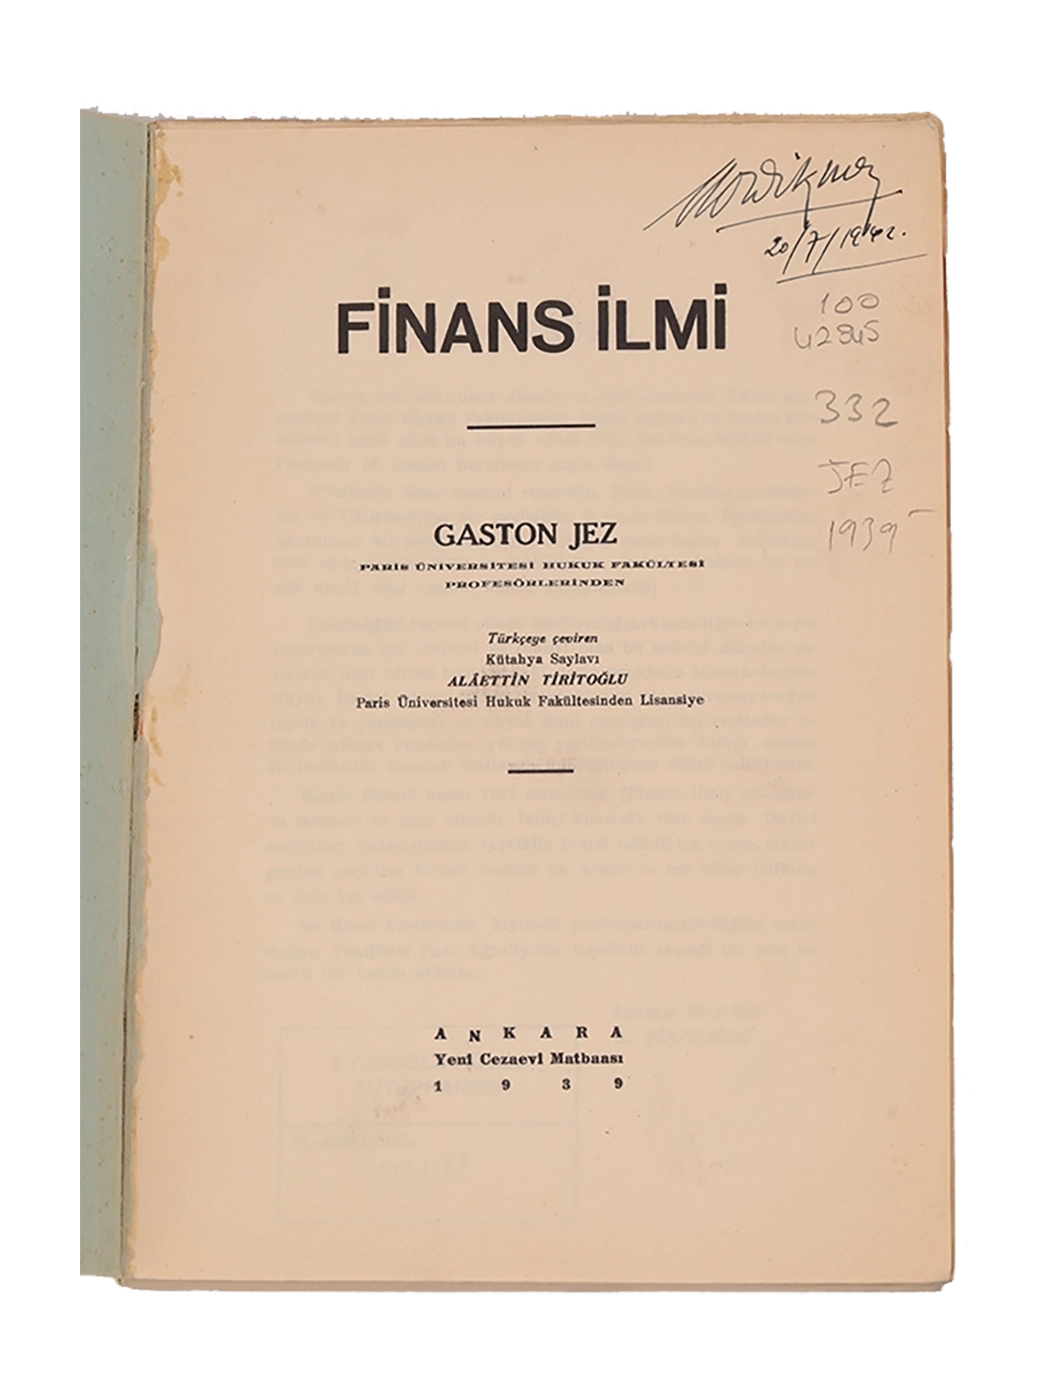 20/7/1942.
FİNANS İLMİ
100
42845
332
JEZ
1939
GASTON JEZ
PARİS ÜNİVERSİTESİ HUKUK FAKÜLTESİ
PROFESÖRLERİNDEN
Türkçeye çeviren
Kütahya Saylavı
ALÂETTİN TİRİTOĞLU
Paris Üniversitesi Hukuk Fakültesinden Lisansiye
ANKARA
Yeni Cezaevi Matbaası
1939